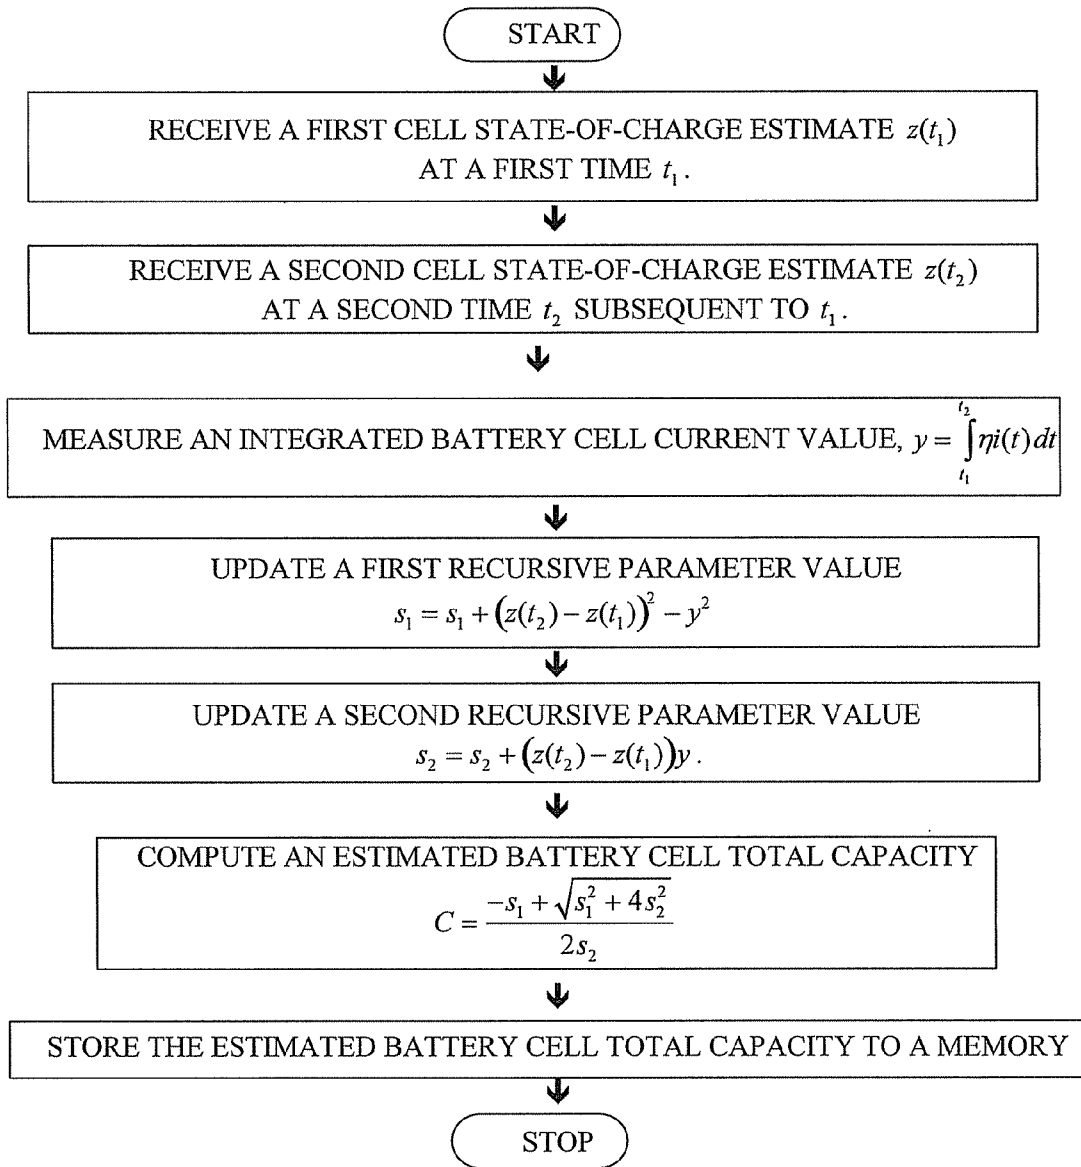 START
RECEIVE A FIRST CELL STATE-OF-CHARGE ESTIMATE z(t₁)
AT A FIRST TIME t₁.
RECEIVE A SECOND CELL STATE-OF-CHARGE ESTIMATE z(t₂)
AT A SECOND TIME t₂ SUBSEQUENT TO t₁.
MEASURE AN INTEGRATED BATTERY CELL CURRENT VALUE, y = ∫_{t₁}^{t₂} ηi(t) dt
UPDATE A FIRST RECURSIVE PARAMETER VALUE
s₁ = s₁ + (z(t₂) − z(t₁))² − y²
UPDATE A SECOND RECURSIVE PARAMETER VALUE
s₂ = s₂ + (z(t₂) − z(t₁))y.
COMPUTE AN ESTIMATED BATTERY CELL TOTAL CAPACITY
C = (−s₁ + √(s₁² + 4s₂²)) / 2s₂
STORE THE ESTIMATED BATTERY CELL TOTAL CAPACITY TO A MEMORY
STOP